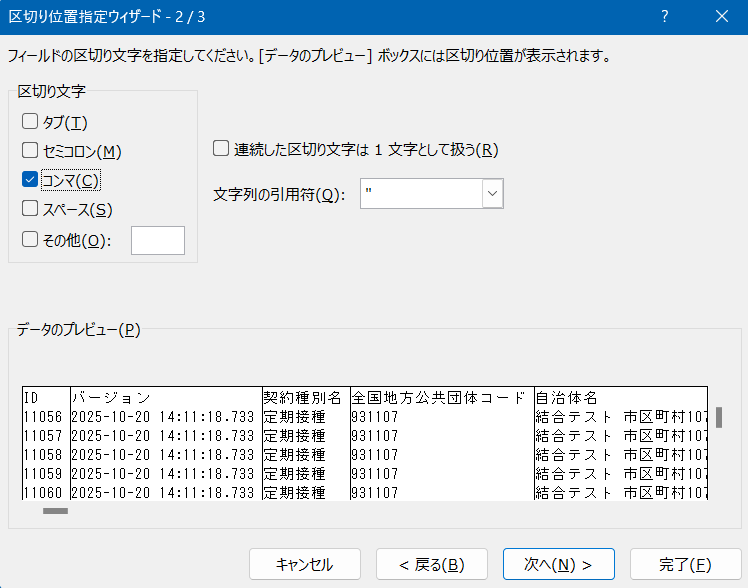 区切り位置指定ウィザード - 2 / 3
フィールドの区切り文字を指定してください。[データのプレビュー] ボックスには区切り位置が表示されます。
区切り文字
タブ(T)
セミコロン(M)
コンマ(C)
スペース(S)
その他(O):
連続した区切り文字は 1 文字として扱う(R)
文字列の引用符(Q): "
データのプレビュー(P)
ID バージョン 契約種別名 全国地方公共団体コード 自治体名
11056 2025-10-20 14:11:18.733 定期接種 931107 結合テスト 市区町村107
11057 2025-10-20 14:11:18.733 定期接種 931107 結合テスト 市区町村107
11058 2025-10-20 14:11:18.733 定期接種 931107 結合テスト 市区町村107
11059 2025-10-20 14:11:18.733 定期接種 931107 結合テスト 市区町村107
11060 2025-10-20 14:11:18.733 定期接種 931107 結合テスト 市区町村107
キャンセル < 戻る(B) 次へ(N) > 完了(F)